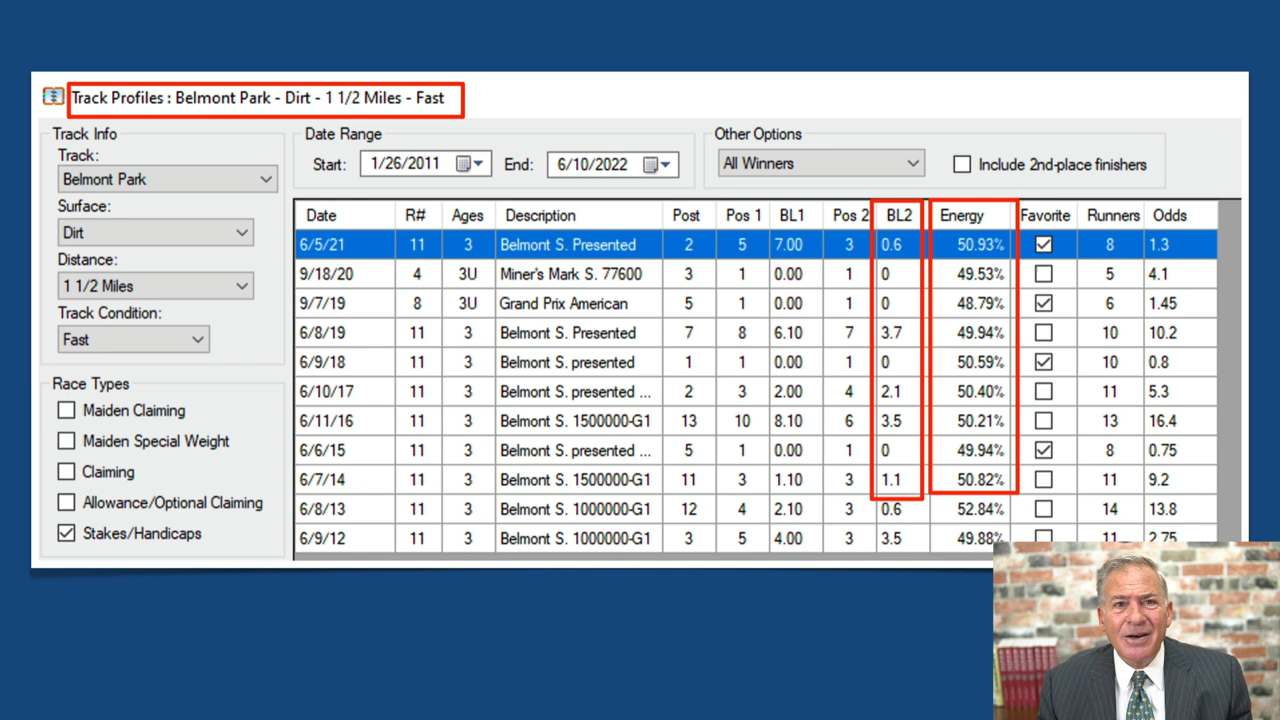 Track Profiles : Belmont Park - Dirt - 1 1/2 Miles - Fast
Track Info
Track:
Belmont Park
Surface:
Dirt
Distance:
1 1/2 Miles
Track Condition:
Fast
Race Types
Maiden Claiming
Maiden Special Weight
Claiming
Allowance/Optional Claiming
Stakes/Handicaps
Date Range
Start: 1/26/2011 End: 6/10/2022
Other Options
All Winners Include 2nd-place finishers
Date R# Ages Description Post Pos 1 BL1 Pos 2 BL2 Energy Favorite Runners Odds
6/5/21 11 3 Belmont S. Presented 2 5 7.00 3 0.6 50.93% 8 1.3
9/18/20 4 3U Miner's Mark S. 77600 3 1 0.00 1 0 49.53% 5 4.1
9/7/19 8 3U Grand Prix American 5 1 0.00 1 0 48.79% 6 1.45
6/8/19 11 3 Belmont S. Presented 7 8 6.10 7 3.7 49.94% 10 10.2
6/9/18 11 3 Belmont S. presented 1 1 0.00 1 0 50.59% 10 0.8
6/10/17 11 3 Belmont S. presented ... 2 3 2.00 4 2.1 50.40% 11 5.3
6/11/16 11 3 Belmont S. 1500000-G1 13 10 8.10 6 3.5 50.21% 13 16.4
6/6/15 11 3 Belmont S. presented ... 5 1 0.00 1 0 49.94% 8 0.75
6/7/14 11 3 Belmont S. 1500000-G1 11 3 1.10 3 1.1 50.82% 11 9.2
6/8/13 11 3 Belmont S. 1000000-G1 12 4 2.10 3 0.6 52.84% 14 13.8
6/9/12 11 3 Belmont S. 1000000-G1 3 5 4.00 3 3.5 49.88% 11 2.75